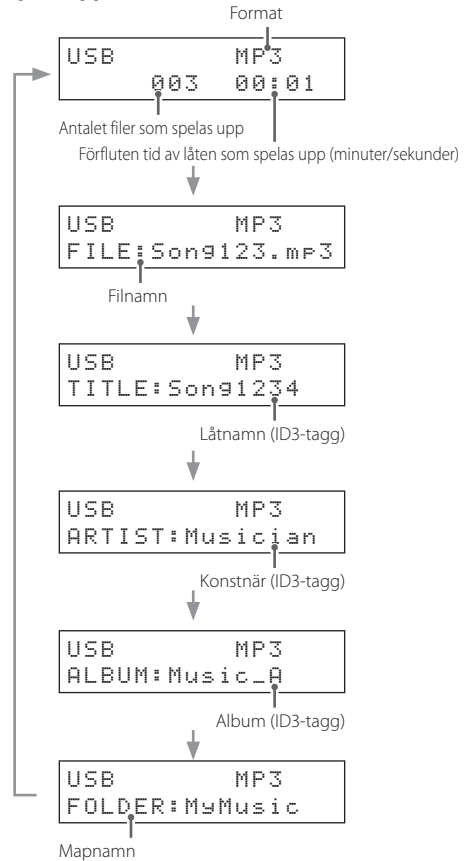 Format
USB MP3
003 00:01
Antalet filer som spelas upp
Förfluten tid av låten som spelas upp (minuter/sekunder)
USB MP3
FILE:Song123.mp3
Filnamn
USB MP3
TITLE:Song1234
Låtnamn (ID3-tagg)
USB MP3
ARTIST:Musician
Konstnär (ID3-tagg)
USB MP3
ALBUM:Music_A
Album (ID3-tagg)
USB MP3
FOLDER:MyMusic
Mapnamn